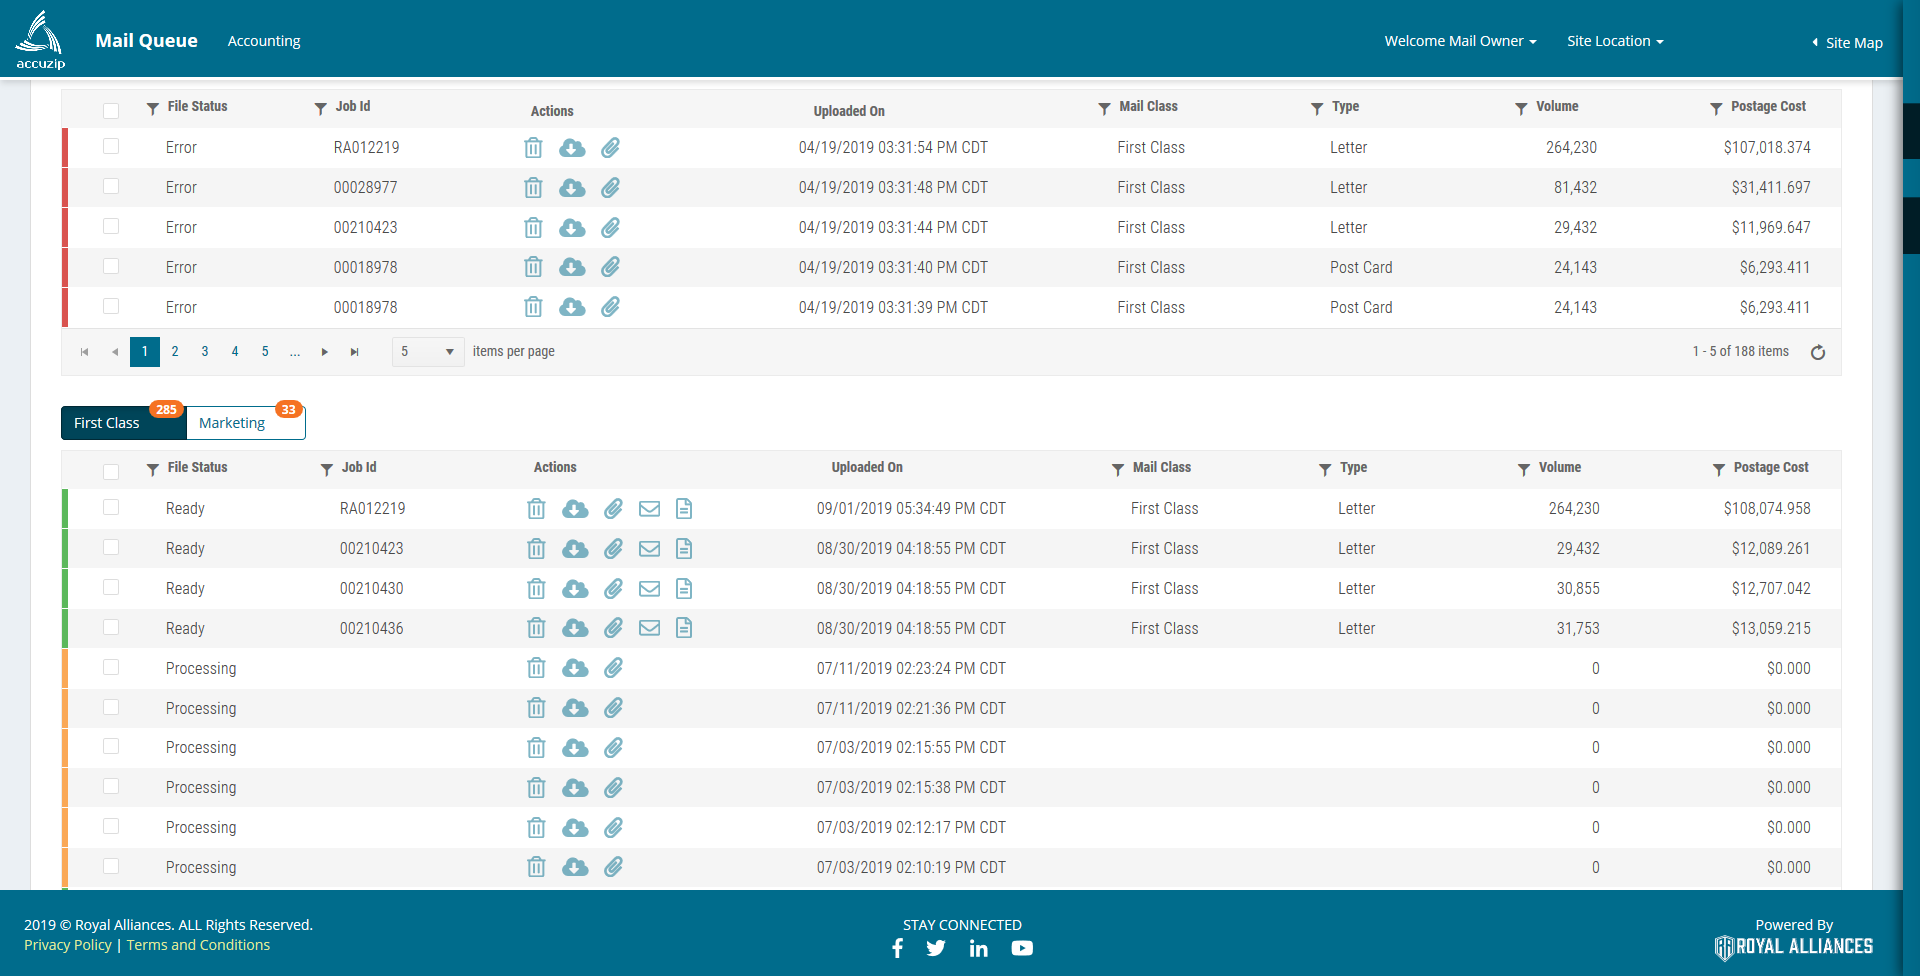 accuzip
Mail Queue Accounting Welcome Mail Owner Site Location Site Map
File Status Job Id Actions Uploaded On Mail Class Type Volume Postage Cost
Error RA012219 04/19/2019 03:31:54 PM CDT First Class Letter 264,230 $107,018.374
Error 00028977 04/19/2019 03:31:48 PM CDT First Class Letter 81,432 $31,411.697
Error 00210423 04/19/2019 03:31:44 PM CDT First Class Letter 29,432 $11,969.647
Error 00018978 04/19/2019 03:31:40 PM CDT First Class Post Card 24,143 $6,293.411
Error 00018978 04/19/2019 03:31:39 PM CDT First Class Post Card 24,143 $6,293.411
1 2 3 4 5 ... 5 items per page 1 - 5 of 188 items
First Class 285 Marketing 33
File Status Job Id Actions Uploaded On Mail Class Type Volume Postage Cost
Ready RA012219 09/01/2019 05:34:49 PM CDT First Class Letter 264,230 $108,074.958
Ready 00210423 08/30/2019 04:18:55 PM CDT First Class Letter 29,432 $12,089.261
Ready 00210430 08/30/2019 04:18:55 PM CDT First Class Letter 30,855 $12,707.042
Ready 00210436 08/30/2019 04:18:55 PM CDT First Class Letter 31,753 $13,059.215
Processing 07/11/2019 02:23:24 PM CDT 0 $0.000
Processing 07/11/2019 02:21:36 PM CDT 0 $0.000
Processing 07/03/2019 02:15:55 PM CDT 0 $0.000
Processing 07/03/2019 02:15:38 PM CDT 0 $0.000
Processing 07/03/2019 02:12:17 PM CDT 0 $0.000
Processing 07/03/2019 02:10:19 PM CDT 0 $0.000
2019 © Royal Alliances. ALL Rights Reserved. STAY CONNECTED Powered By
Privacy Policy | Terms and Conditions ROYAL ALLIANCES